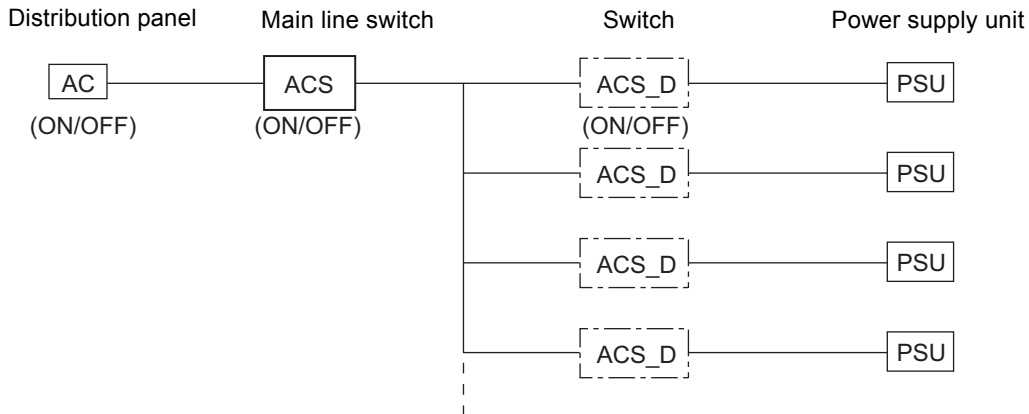 Distribution panel Main line switch Switch Power supply unit
AC ACS ACS_D PSU
(ON/OFF) (ON/OFF) (ON/OFF)
ACS_D PSU
ACS_D PSU
ACS_D PSU